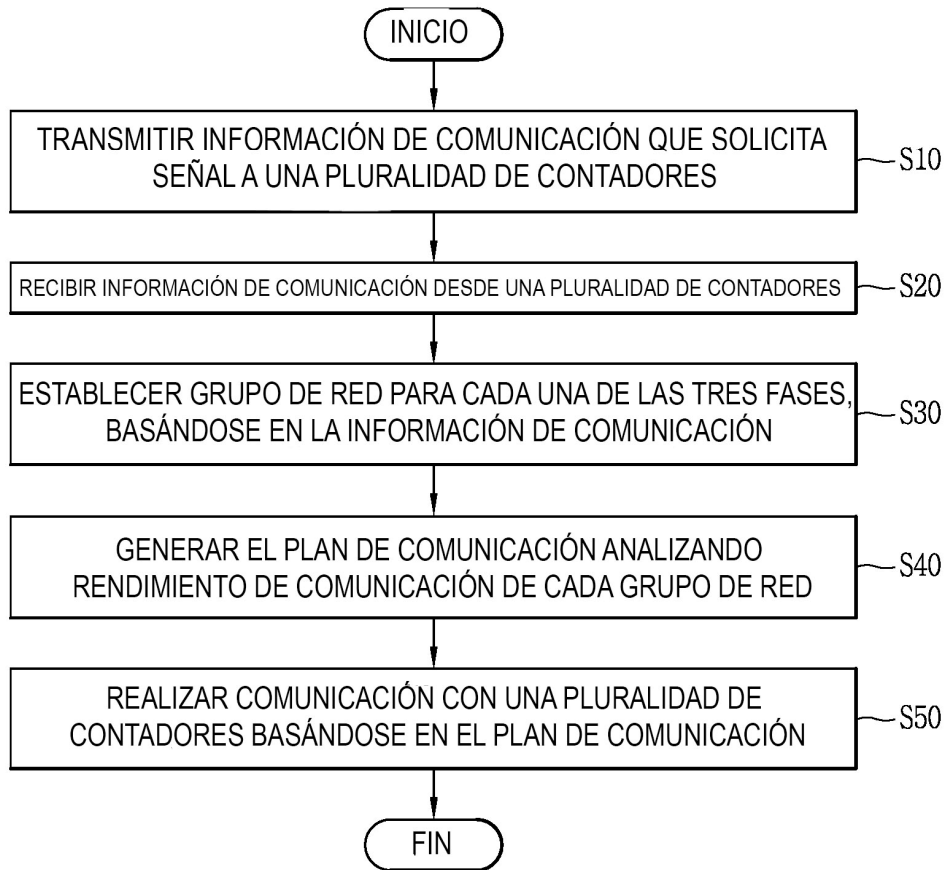 INICIO
TRANSMITIR INFORMACIÓN DE COMUNICACIÓN QUE SOLICITA
SEÑAL A UNA PLURALIDAD DE CONTADORES
S10
RECIBIR INFORMACIÓN DE COMUNICACIÓN DESDE UNA PLURALIDAD DE CONTADORES
S20
ESTABLECER GRUPO DE RED PARA CADA UNA DE LAS TRES FASES,
BASÁNDOSE EN LA INFORMACIÓN DE COMUNICACIÓN
S30
GENERAR EL PLAN DE COMUNICACIÓN ANALIZANDO
RENDIMIENTO DE COMUNICACIÓN DE CADA GRUPO DE RED
S40
REALIZAR COMUNICACIÓN CON UNA PLURALIDAD DE
CONTADORES BASÁNDOSE EN EL PLAN DE COMUNICACIÓN
S50
FIN